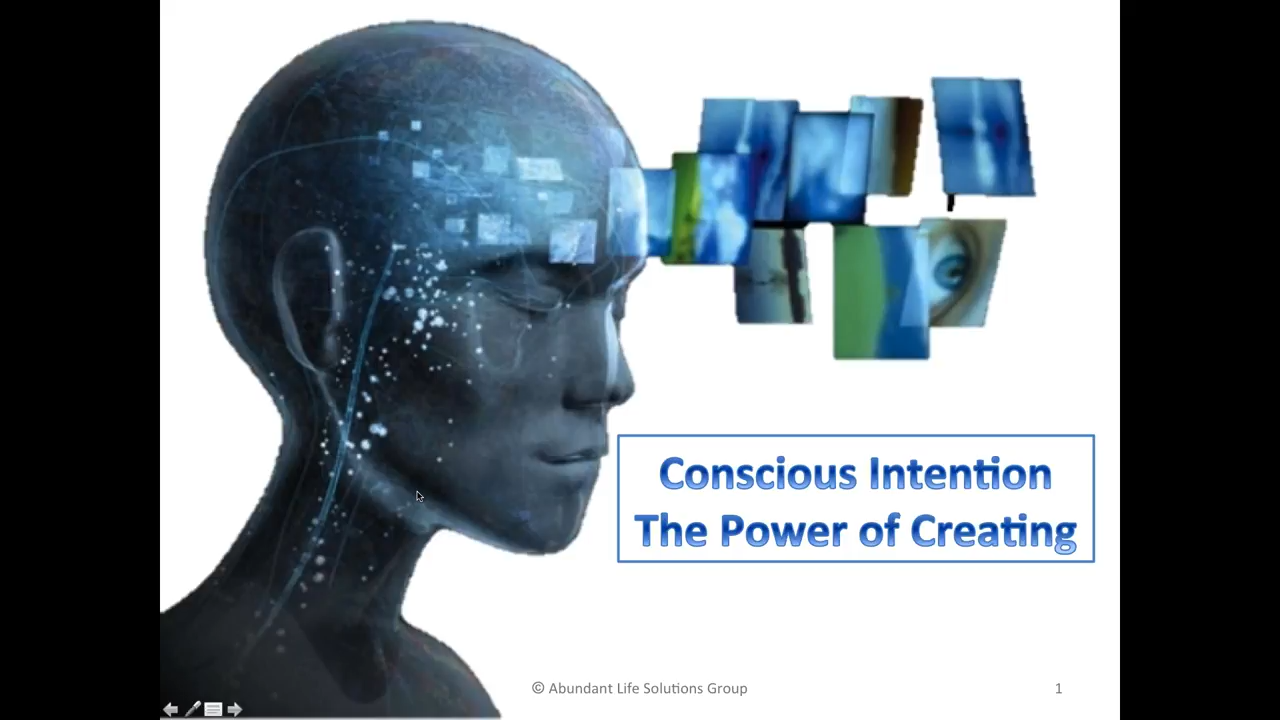 Conscious Intention
The Power of Creating
© Abundant Life Solutions Group
1